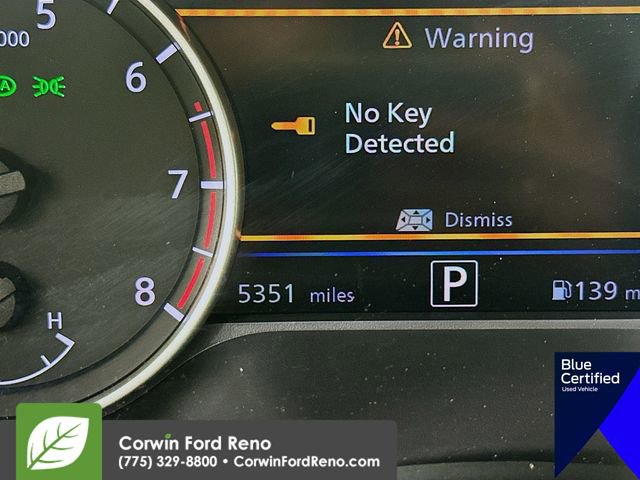 5
000
6
7
8
H
A
Warning
No Key
Detected
Dismiss
5351 miles
P
139 m
Blue
Certified
Used Vehicle
Corwin Ford Reno
(775) 329-8800 • CorwinFordReno.com